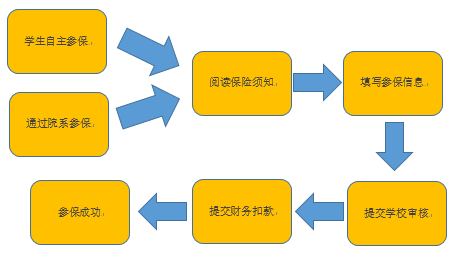 学生自主参保
通过院系参保
阅读保险须知
填写参保信息
提交学校审核
提交财务扣款
参保成功